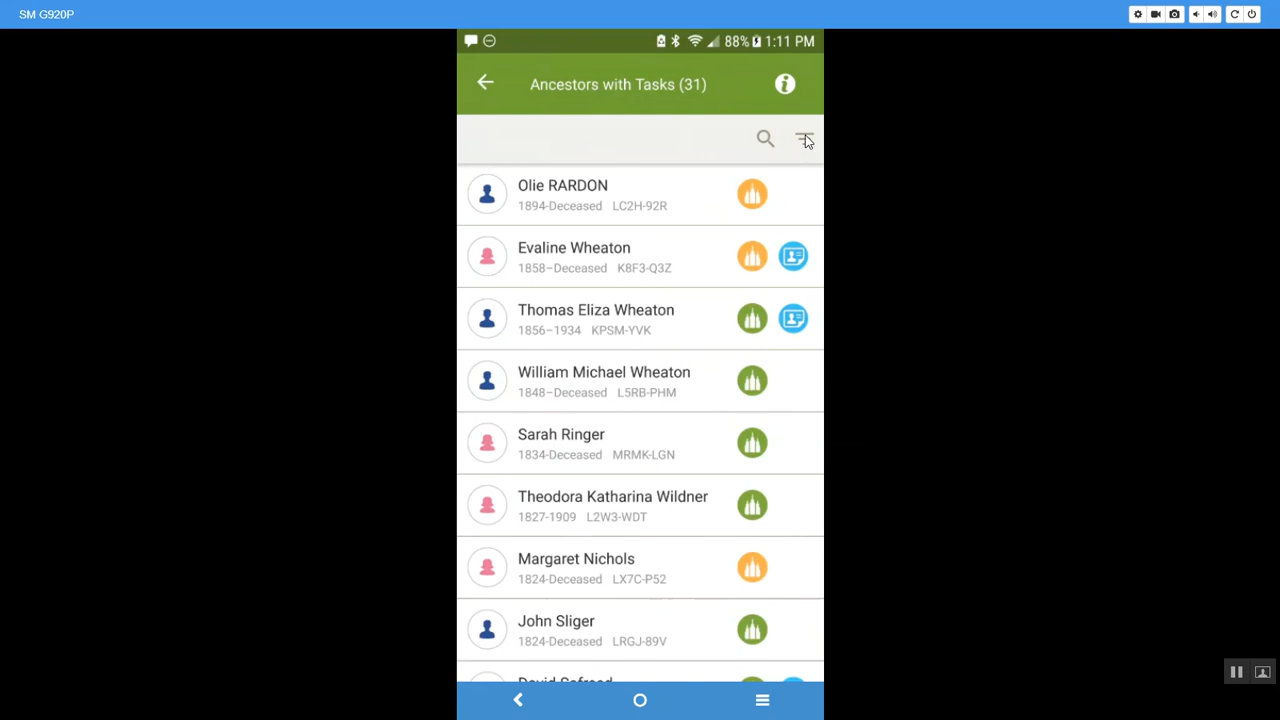 SM G920P
88% 1:11 PM
Ancestors with Tasks (31)
Olie RARDON
1894-Deceased LC2H-92R
Evaline Wheaton
1858–Deceased K8F3-Q3Z
Thomas Eliza Wheaton
1856–1934 KPSM-YVK
William Michael Wheaton
1848–Deceased L5RB-PHM
Sarah Ringer
1834-Deceased MRMK-LGN
Theodora Katharina Wildner
1827-1909 L2W3-WDT
Margaret Nichols
1824-Deceased LX7C-P52
John Sliger
1824-Deceased LRGJ-89V
David